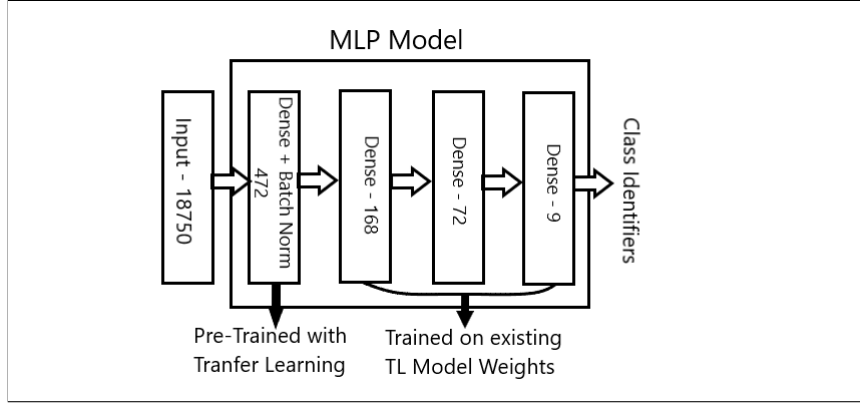 MLP Model
Input - 18750
Dense + Batch Norm
472
Dense - 168
Dense - 72
Dense - 9
Class Identifiers
Pre-Trained with
Tranfer Learning
Trained on existing
TL Model Weights